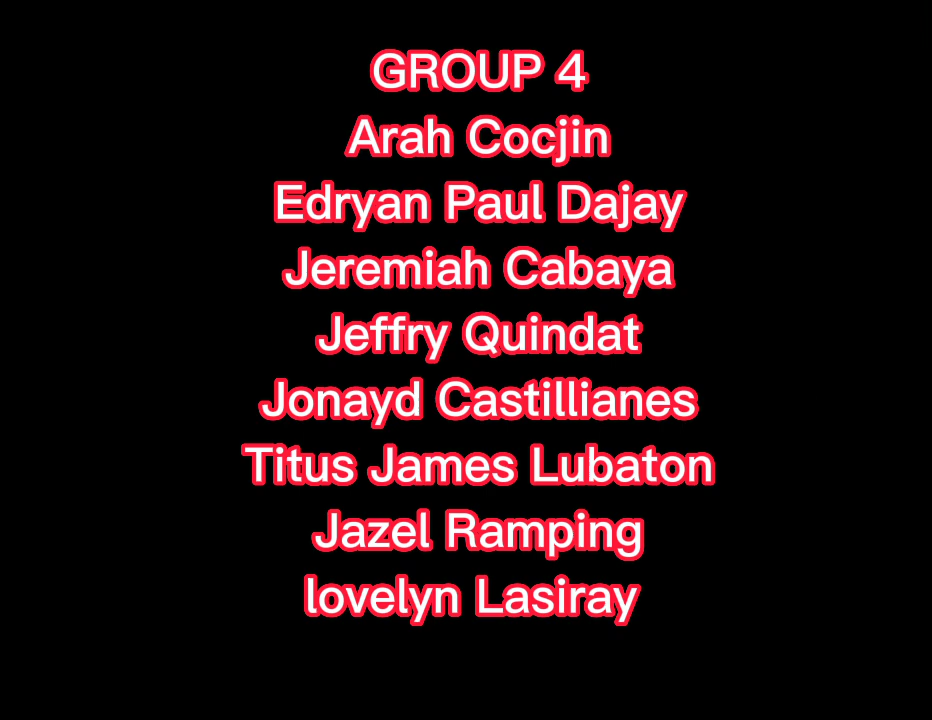 GROUP 4
Arah Cocjin
Edryan Paul Dajay
Jeremiah Cabaya
Jeffry Quindat
Jonayd Castillianes
Titus James Lubaton
Jazel Ramping
lovelyn Lasiray